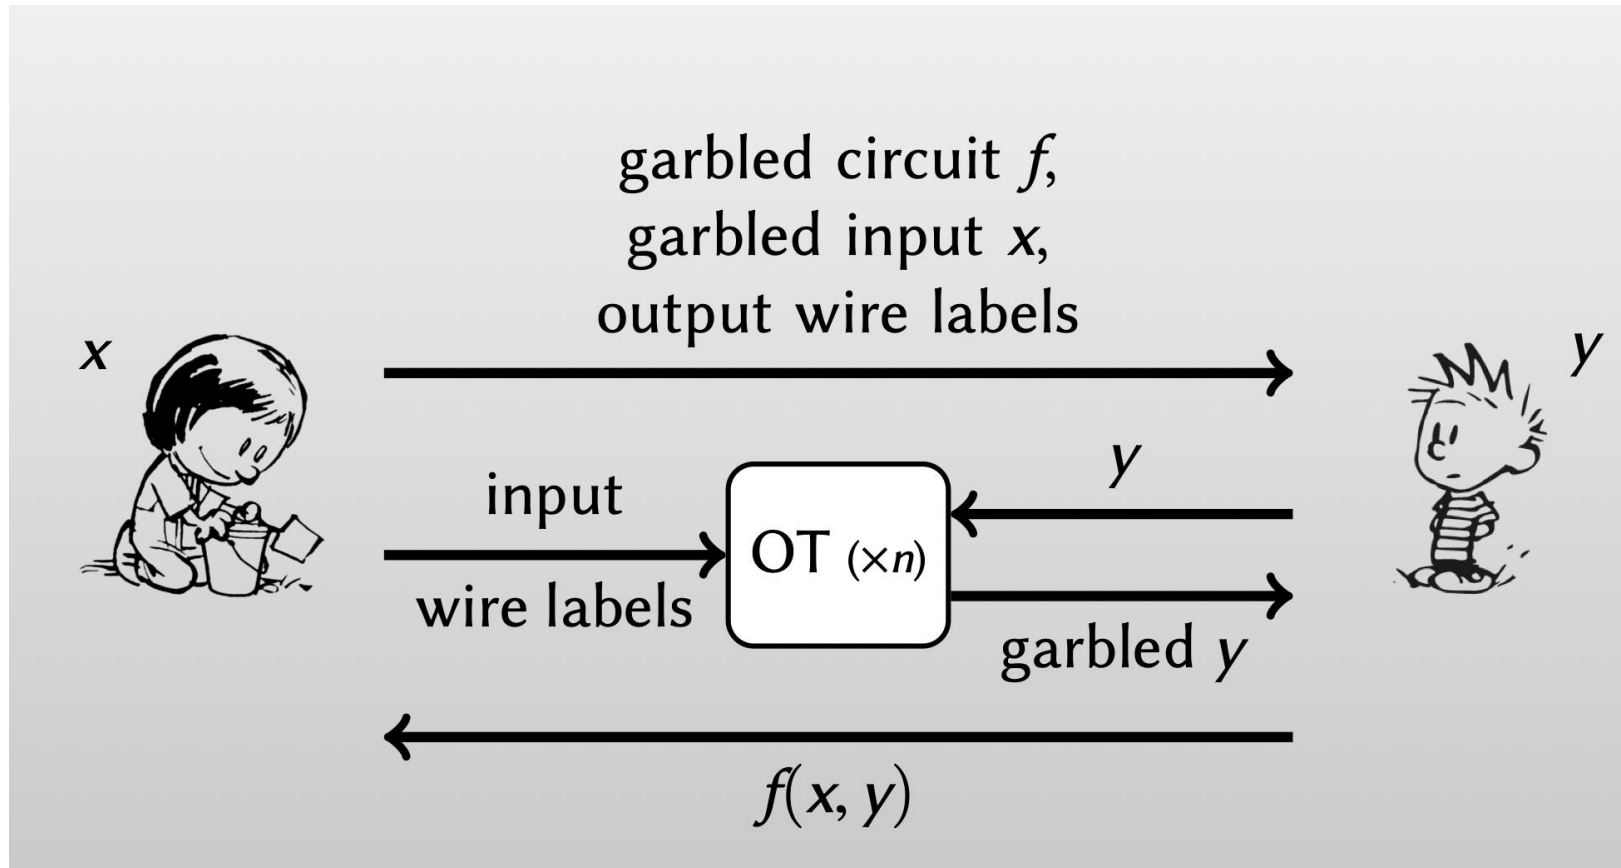 garbled circuit f,
garbled input x,
output wire labels
x
y
y
input
OT (×n)
wire labels
garbled y
f(x, y)